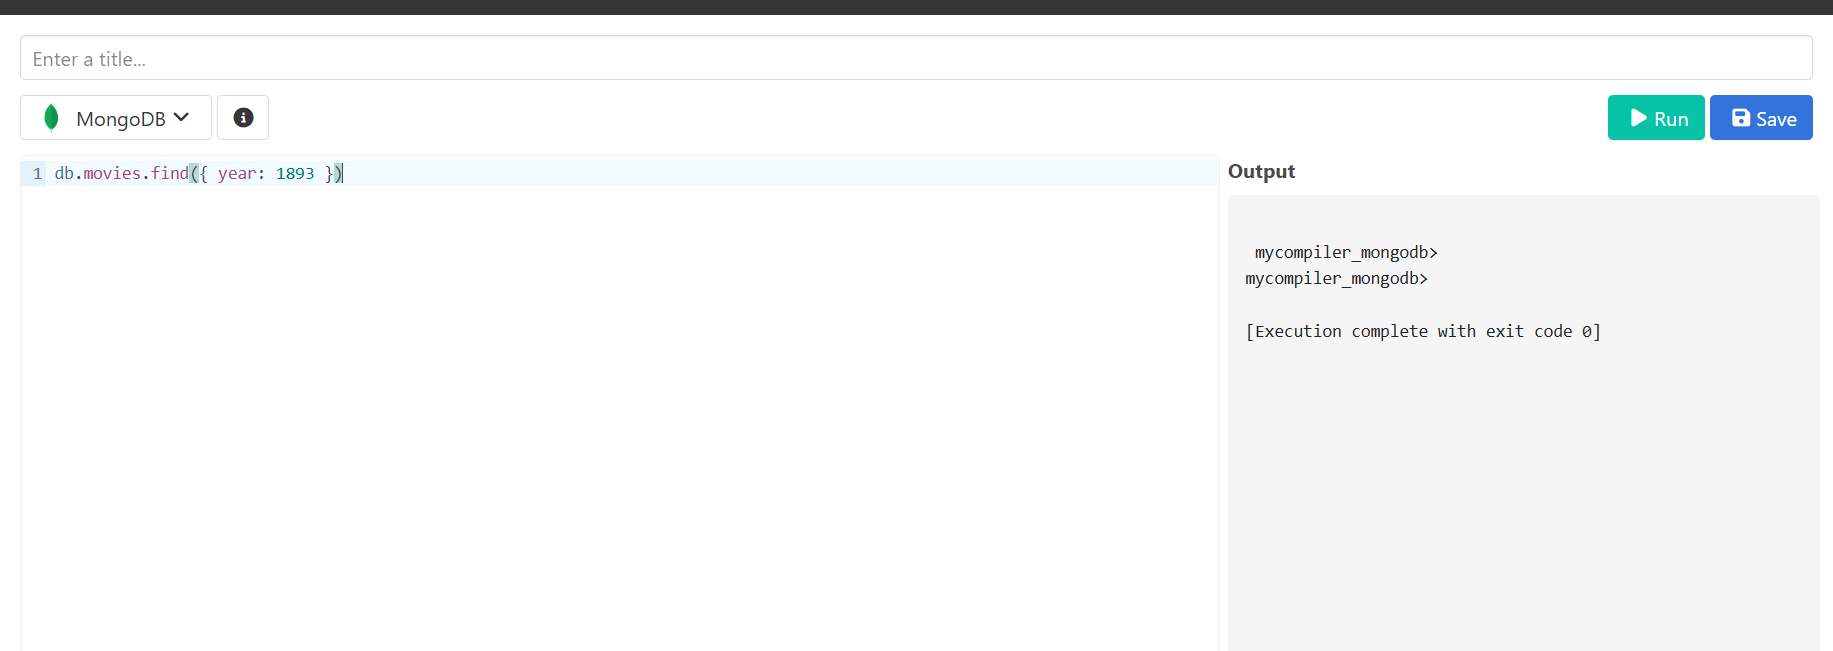 Enter a title...
MongoDB
Run
Save
1 db.movies.find({ year: 1893 })
Output
mycompiler_mongodb>
mycompiler_mongodb>
[Execution complete with exit code 0]